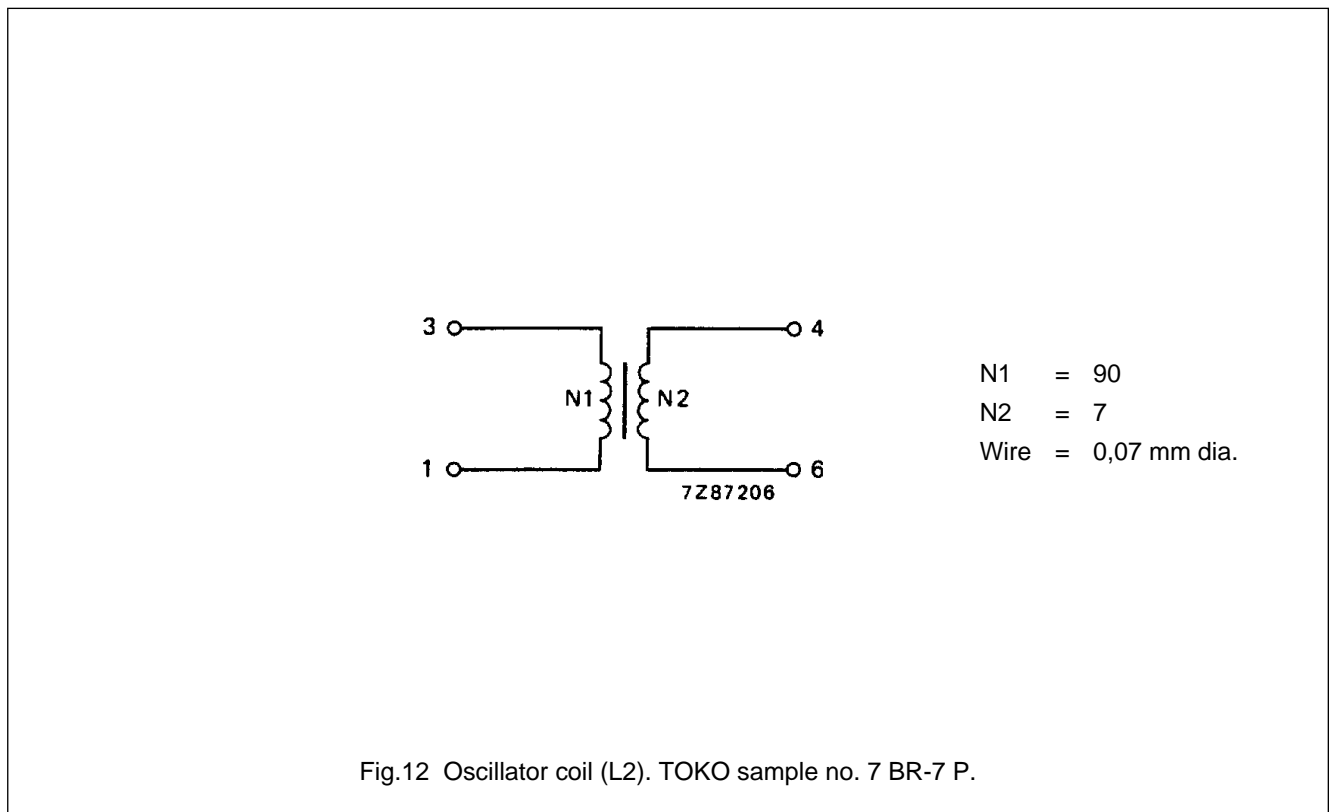 3
4
N1
N2
1
6
7Z87206
N1 = 90
N2 = 7
Wire = 0,07 mm dia.
Fig.12 Oscillator coil (L2). TOKO sample no. 7 BR-7 P.